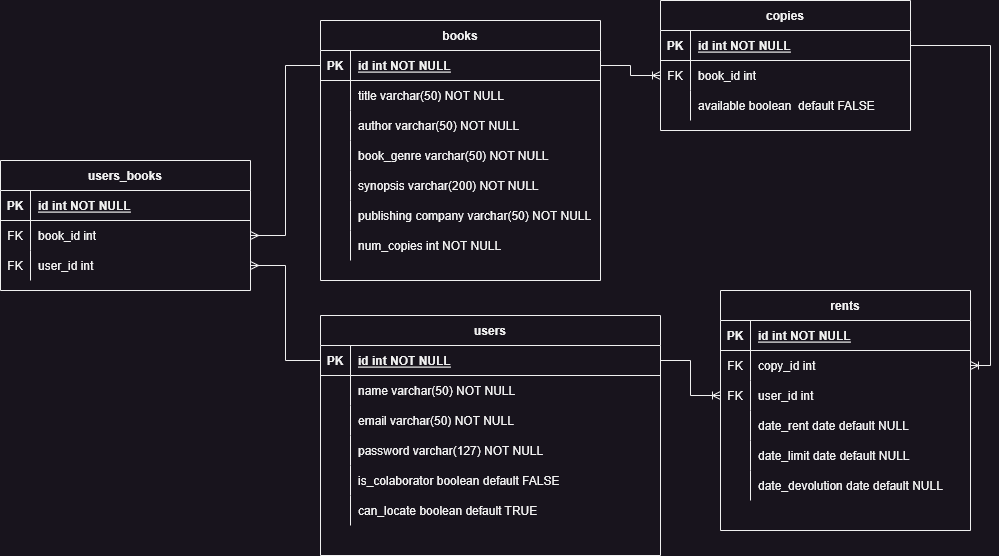 copies
PK id int NOT NULL
FK book_id int
available boolean default FALSE
books
PK id int NOT NULL
title varchar(50) NOT NULL
author varchar(50) NOT NULL
book_genre varchar(50) NOT NULL
synopsis varchar(200) NOT NULL
publishing company varchar(50) NOT NULL
num_copies int NOT NULL
users_books
PK id int NOT NULL
FK book_id int
FK user_id int
users
PK id int NOT NULL
name varchar(50) NOT NULL
email varchar(50) NOT NULL
password varchar(127) NOT NULL
is_colaborator boolean default FALSE
can_locate boolean default TRUE
rents
PK id int NOT NULL
FK copy_id int
FK user_id int
date_rent date default NULL
date_limit date default NULL
date_devolution date default NULL